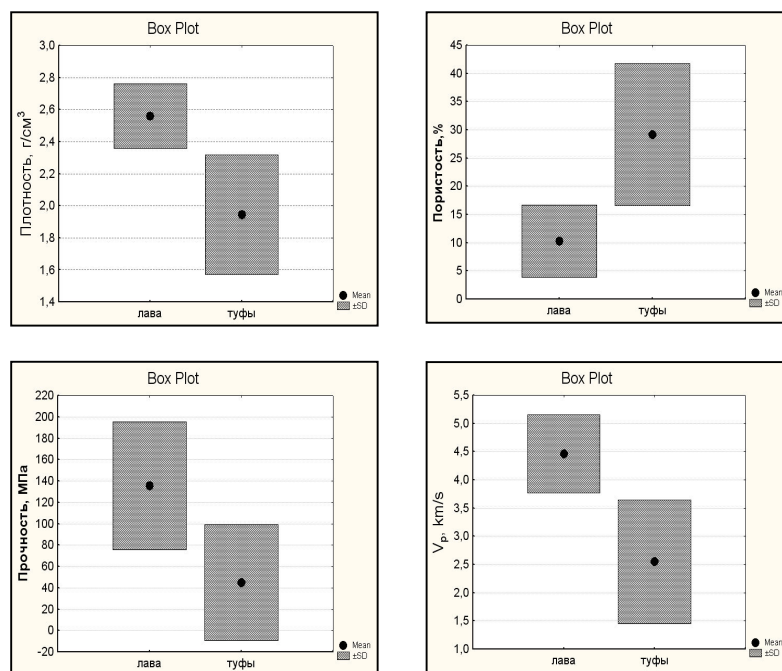 Box Plot
Плотность, г/см³
3,0
2,8
2,6
2,4
2,2
2,0
1,8
1,6
1,4
лава туфы
Mean
±SD
Box Plot
Пористость,%
45
40
35
30
25
20
15
10
5
0
лава туфы
Mean
±SD
Box Plot
Прочность, МПа
220
200
180
160
140
120
100
80
60
40
20
0
-20
лава туфы
Mean
±SD
Box Plot
Vₚ, km/s
5,5
5,0
4,5
4,0
3,5
3,0
2,5
2,0
1,5
1,0
лава туфы
Mean
±SD